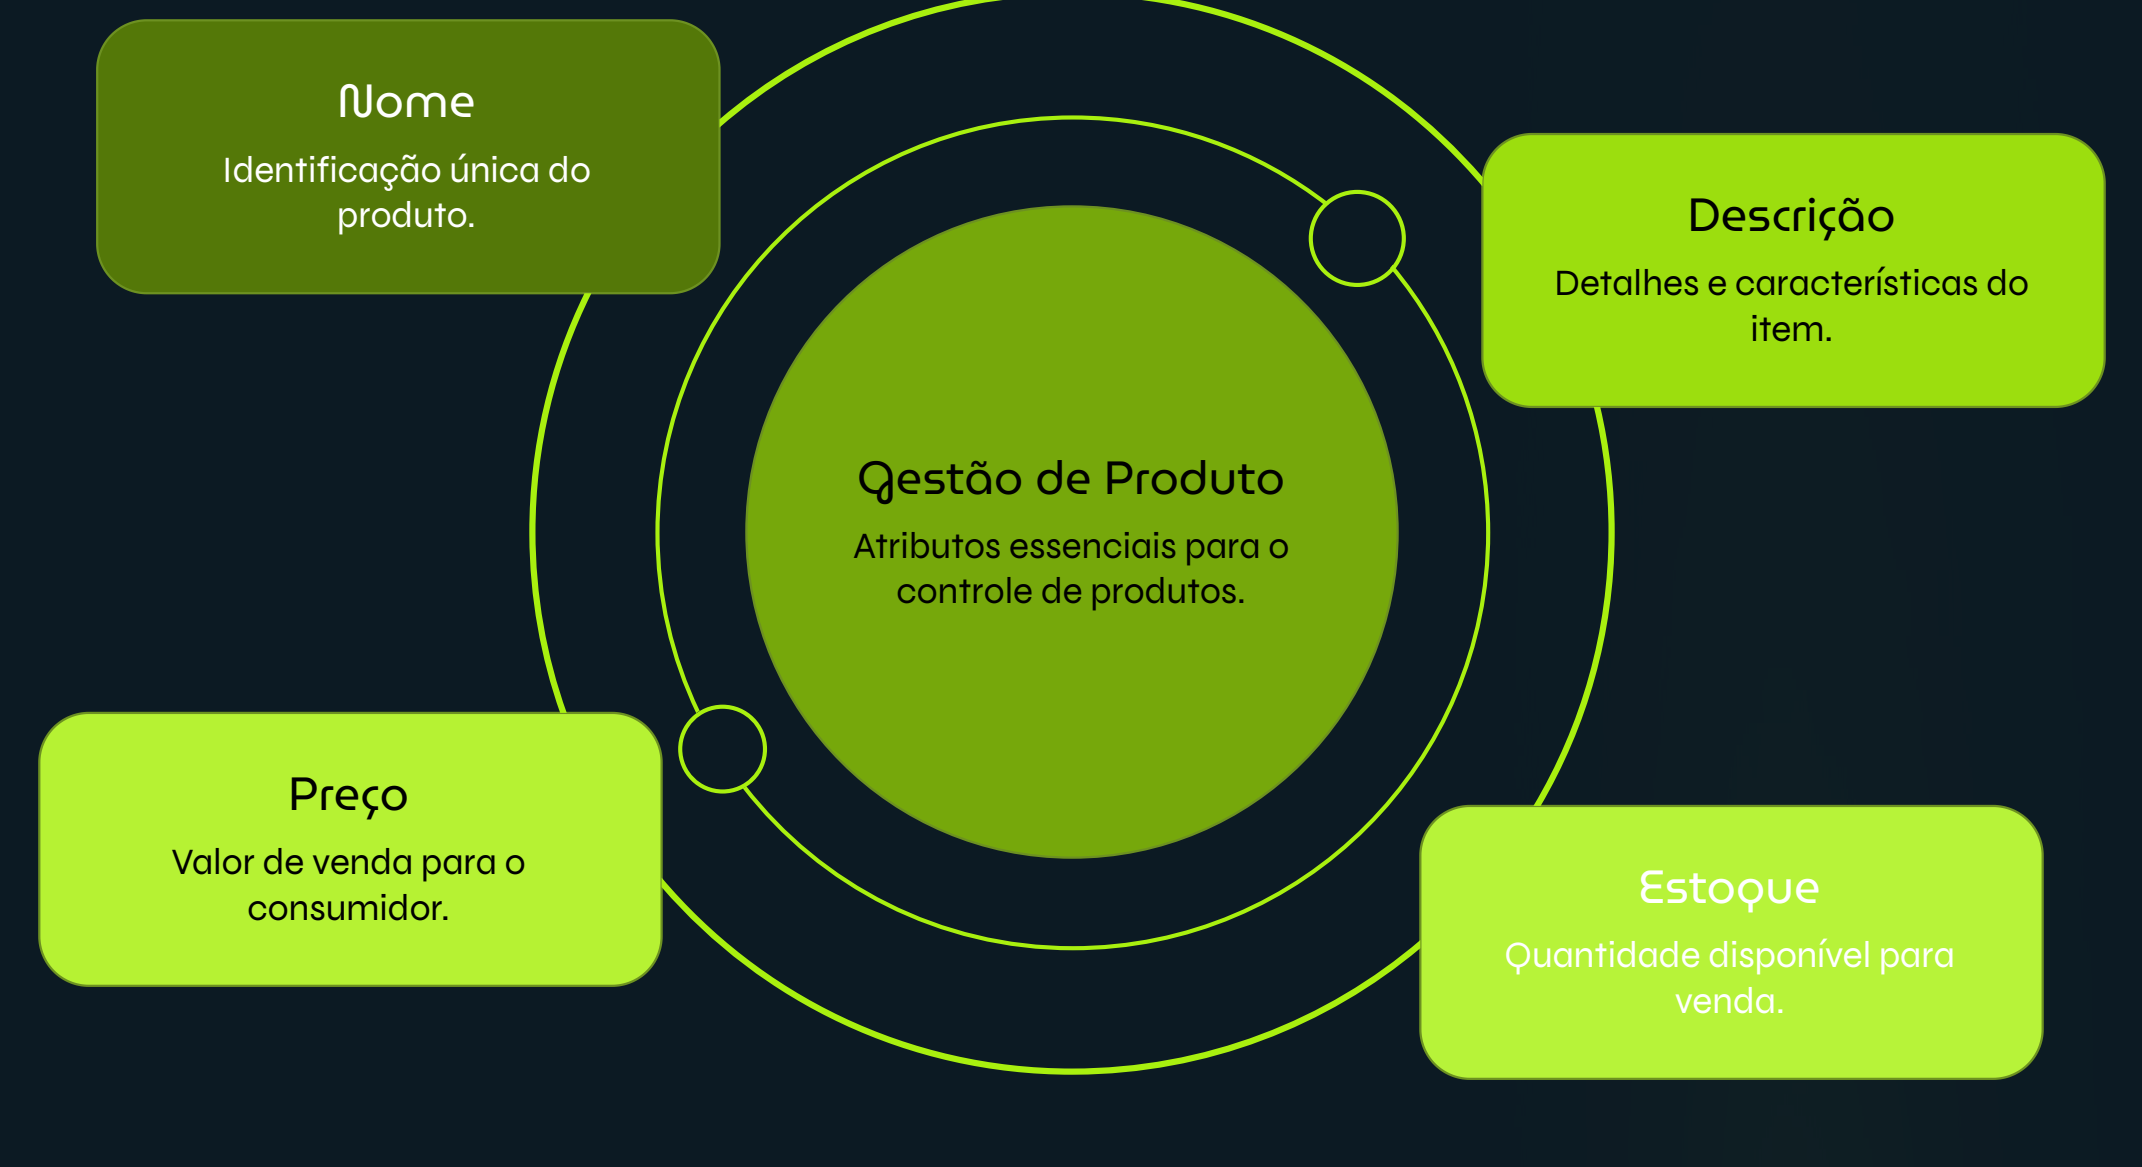 Nome
Identificação única do
produto.
Descrição
Detalhes e características do
item.
Gestão de Produto
Atributos essenciais para o
controle de produtos.
Preço
Valor de venda para o
consumidor.
Estoque
Quantidade disponível para
venda.